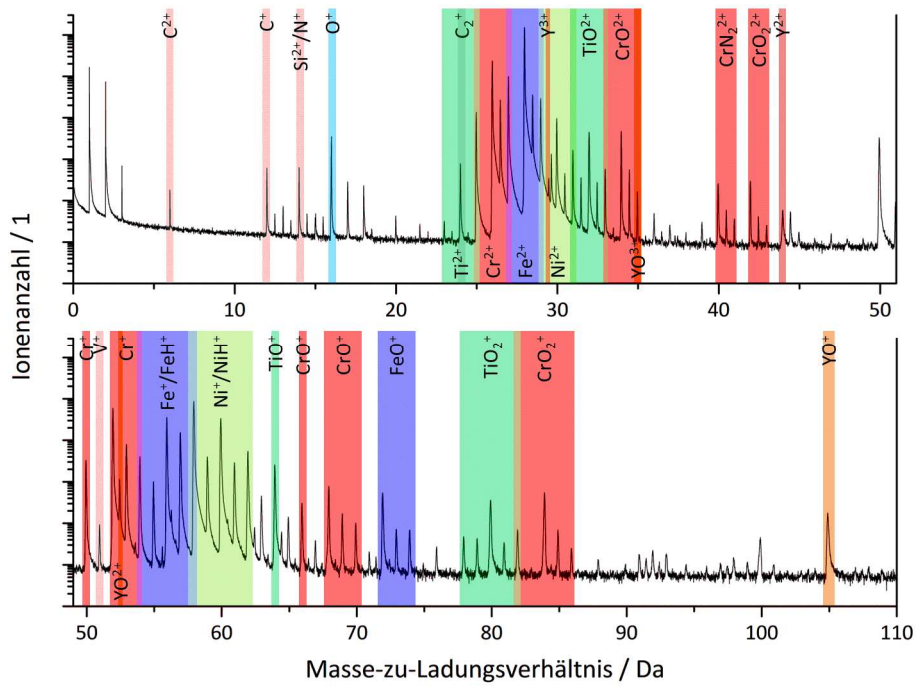 C²⁺
C⁺
Si²⁺/N⁺
O⁺
C₂⁺
Y³⁺
TiO²⁺
CrO²⁺
CrN₂²⁺
CrO₂²⁺
Y²⁺
Ti²⁺
Cr²⁺
Fe²⁺
Ni²⁺
YO³⁺
0 10 20 30 40 50
Ionenanzahl / 1
Cr⁺
V⁺
Cr⁺
Fe⁺/FeH⁺
Ni⁺/NiH⁺
TiO⁺
CrO⁺
CrO⁺
FeO⁺
TiO₂⁺
CrO₂⁺
YO⁺
YO²⁺
50 60 70 80 90 100 110
Masse-zu-Ladungsverhältnis / Da